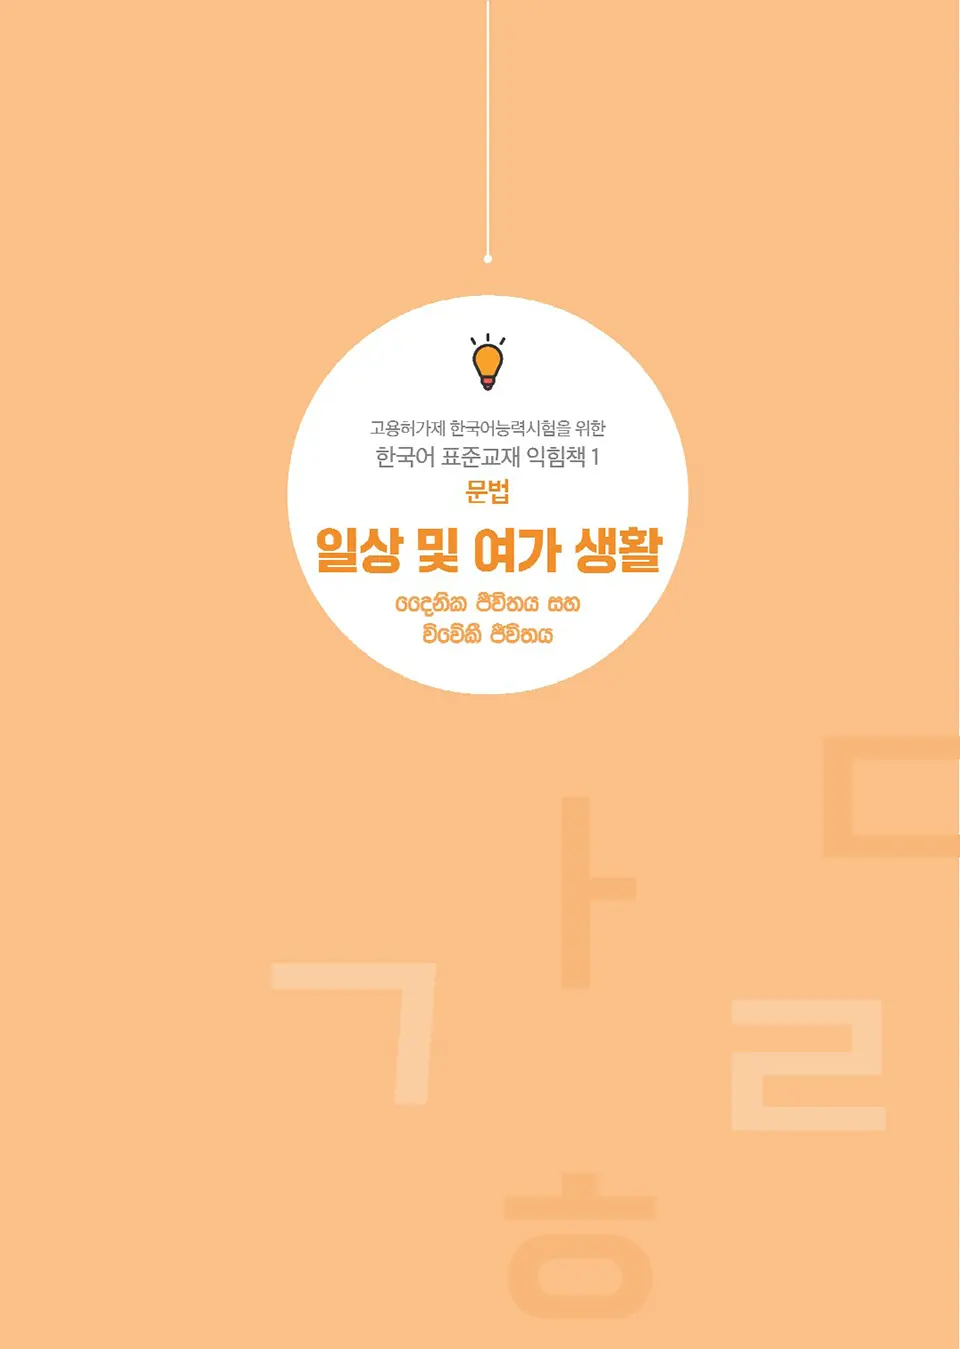 고용허가제 한국어능력시험을 위한
한국어 표준교재 익힘책 1
문법
일상 및 여가 생활
දෛනික ජීවිතය සහ
විවේකී ජීවිතය
ㅏ
ㅁ
ㄱ
ㄹ
ㅎ